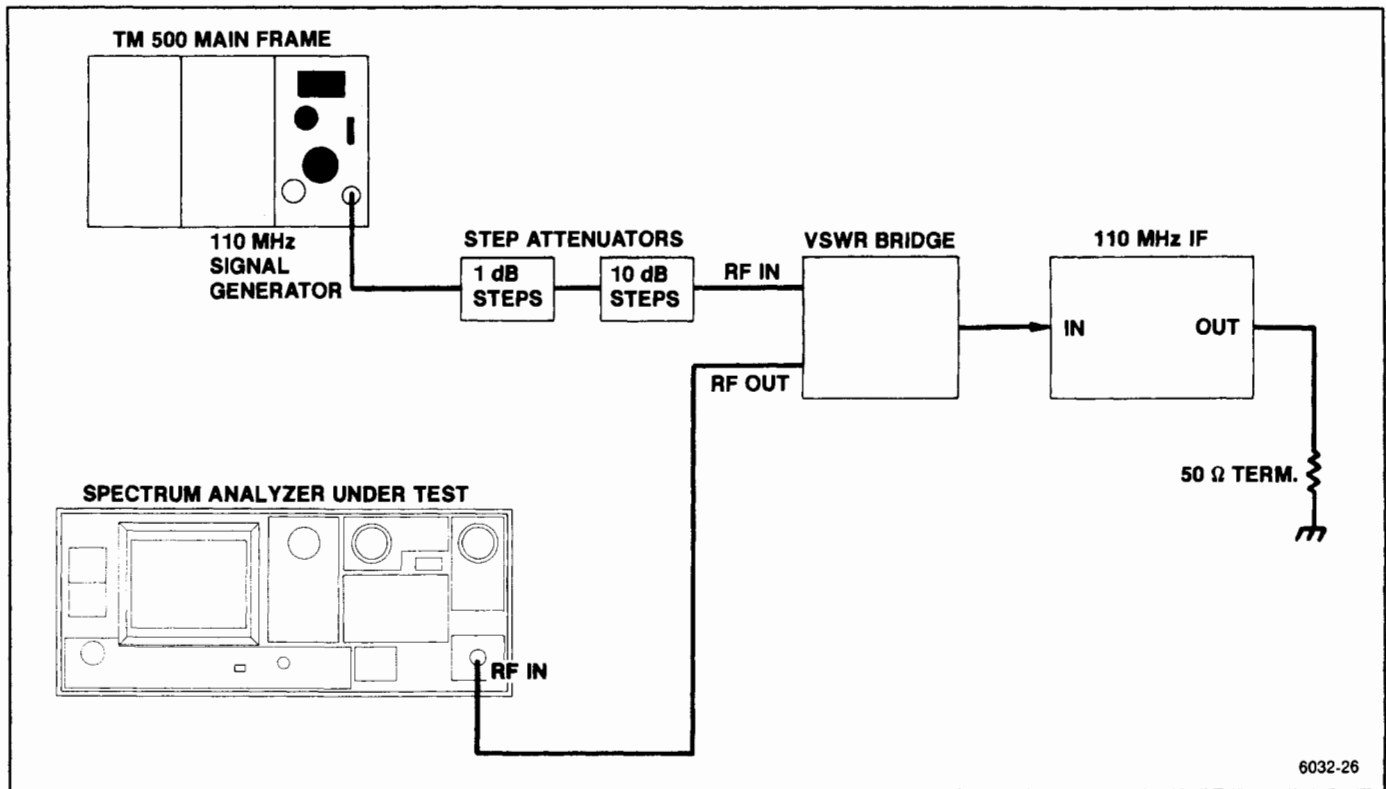 TM 500 MAIN FRAME
110 MHz
SIGNAL
GENERATOR
STEP ATTENUATORS
1 dB
STEPS
10 dB
STEPS
RF IN
VSWR BRIDGE
RF OUT
110 MHz IF
IN
OUT
50 Ω TERM.
SPECTRUM ANALYZER UNDER TEST
RF IN
6032-26